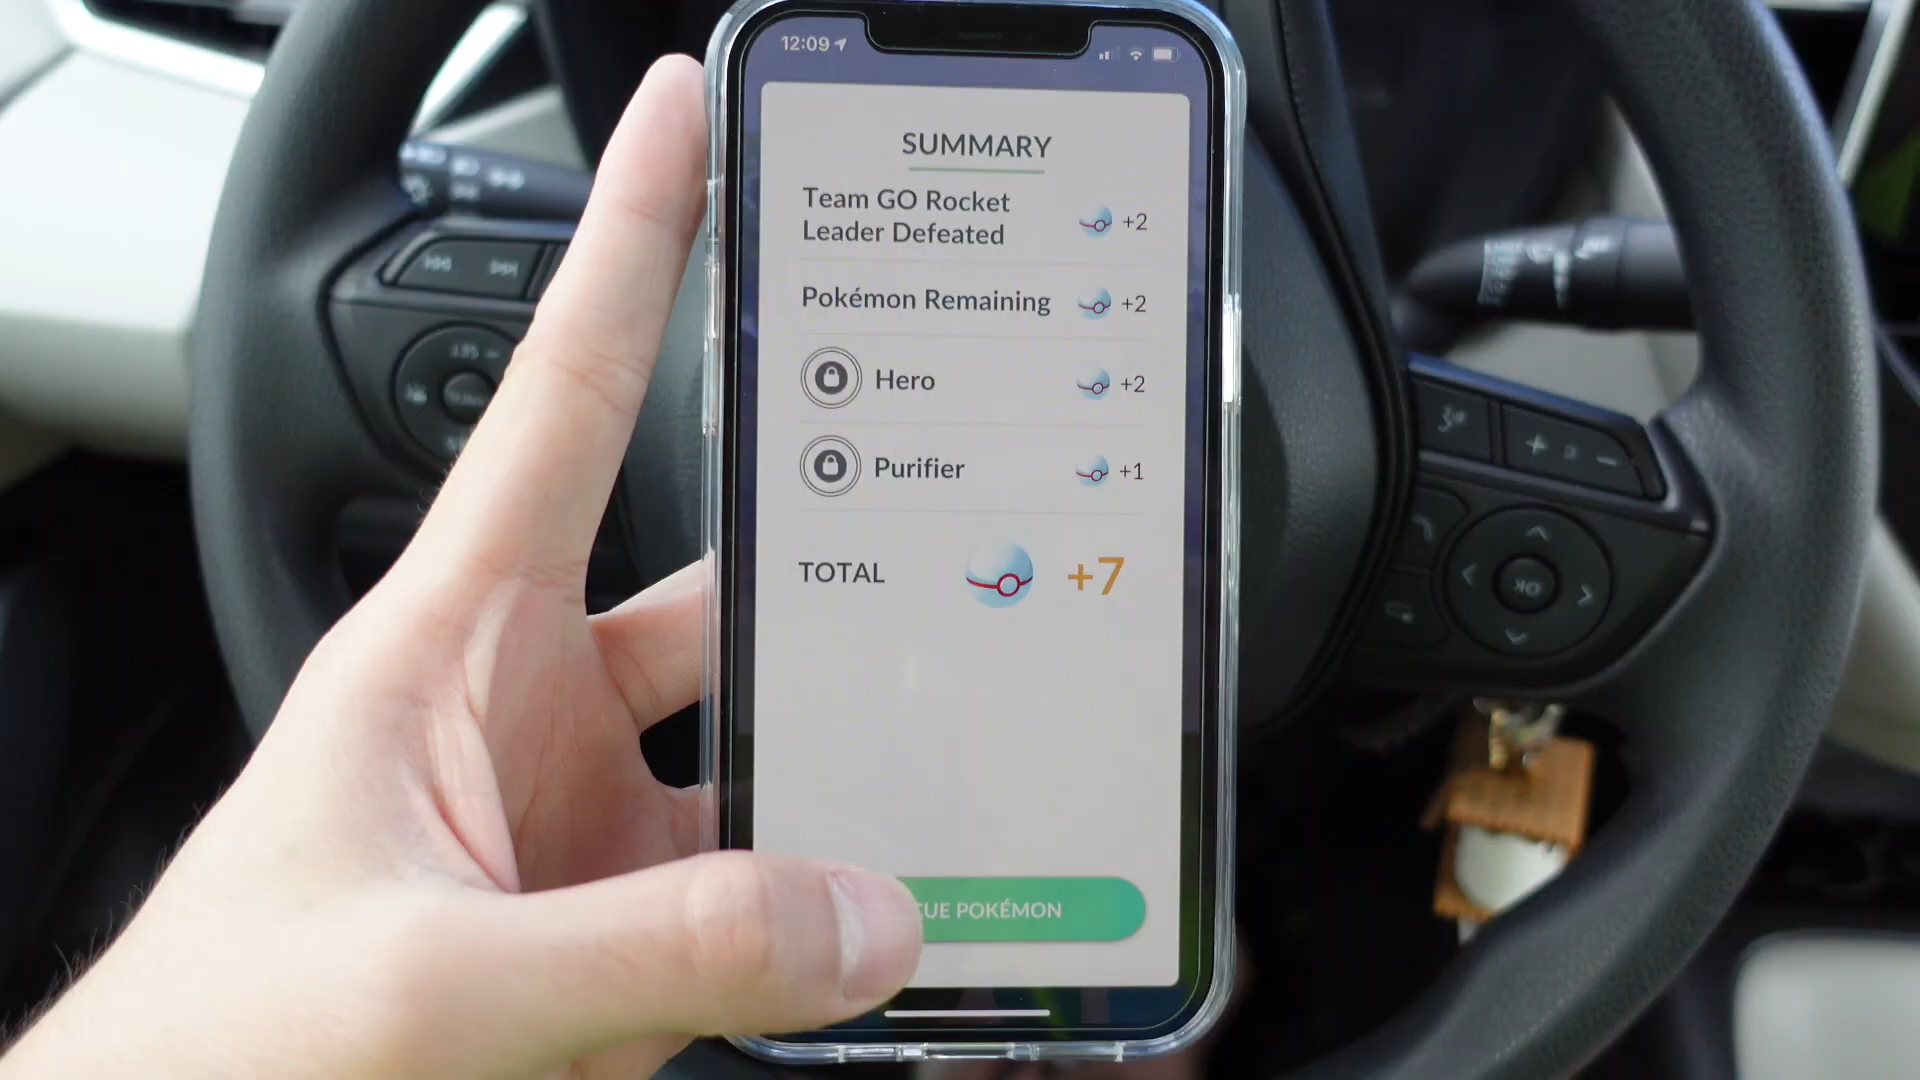 12:09
SUMMARY
Team GO Rocket
Leader Defeated
+2
Pokémon Remaining
+2
Hero
+2
Purifier
+1
TOTAL
+7
POKÉMON
+ −
OK